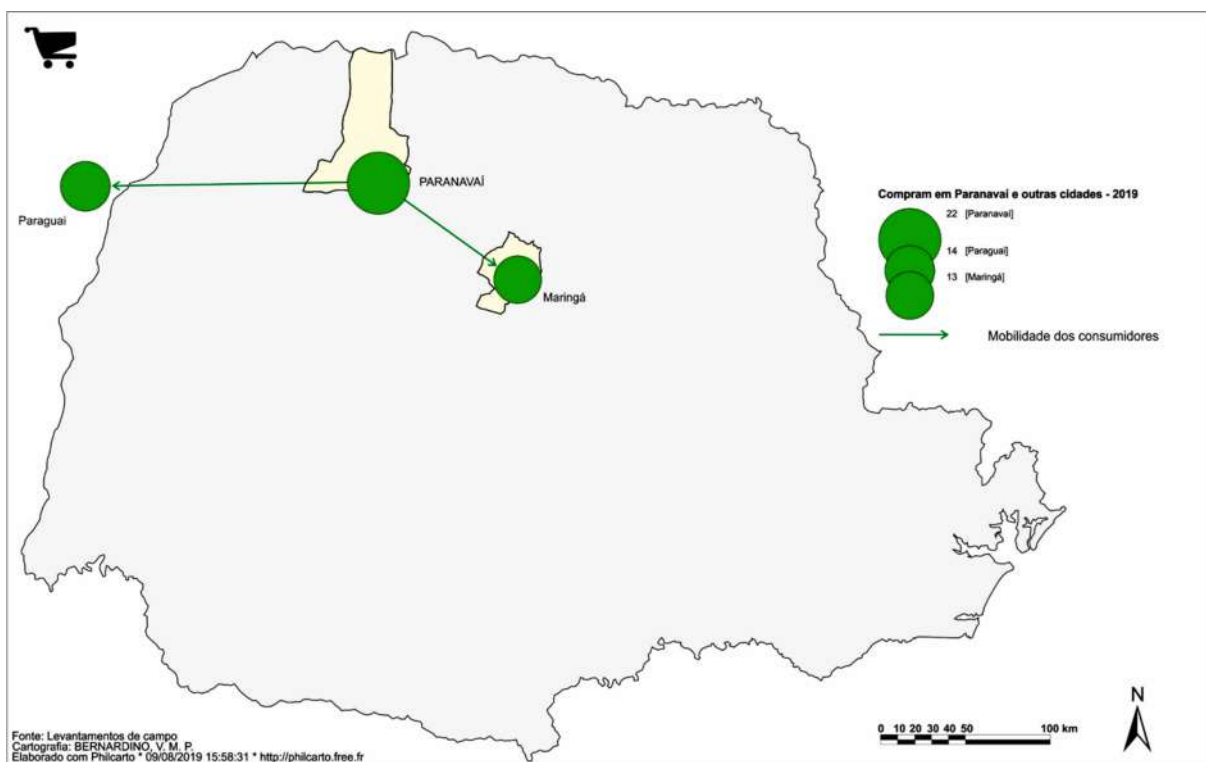 PARANAVAÍ
Paraguai
Maringá
Compram em Paranavaí e outras cidades - 2019
22 [Paranavaí]
14 [Paraguai]
13 [Maringá]
Mobilidade dos consumidores
N
0 10 20 30 40 50 100 km
Fonte: Levantamentos de campo
Cartografia: BERNARDINO, V. M. P.
Elaborado com Philcarto * 09/08/2019 15:58:31 * http://philcarto.free.fr